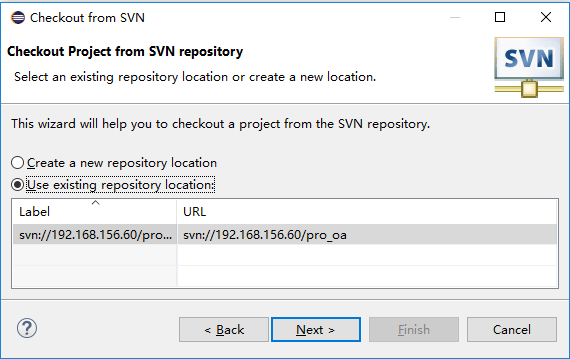 Checkout from SVN
Checkout Project from SVN repository
Select an existing repository location or create a new location.
SVN
This wizard will help you to checkout a project from the SVN repository.
Create a new repository location
Use existing repository location:
Label URL
svn://192.168.156.60/pro... svn://192.168.156.60/pro_oa
? < Back Next > Finish Cancel